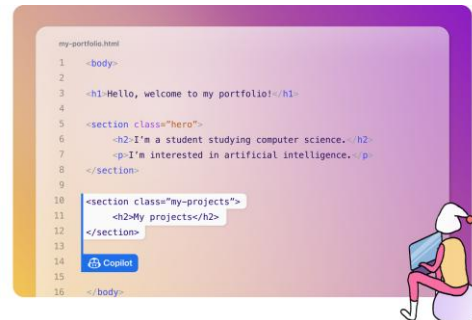 my-portfolio.html
1 <body>
2
3 <h1>Hello, welcome to my portfolio!</h1>
4
5 <section class="hero">
6 <h2>I'm a student studying computer science.</h2>
7 <p>I'm interested in artificial intelligence.</p>
8 </section>
9
10 <section class="my-projects">
11 <h2>My projects</h2>
12 </section>
13
14 Copilot
15
16 </body>